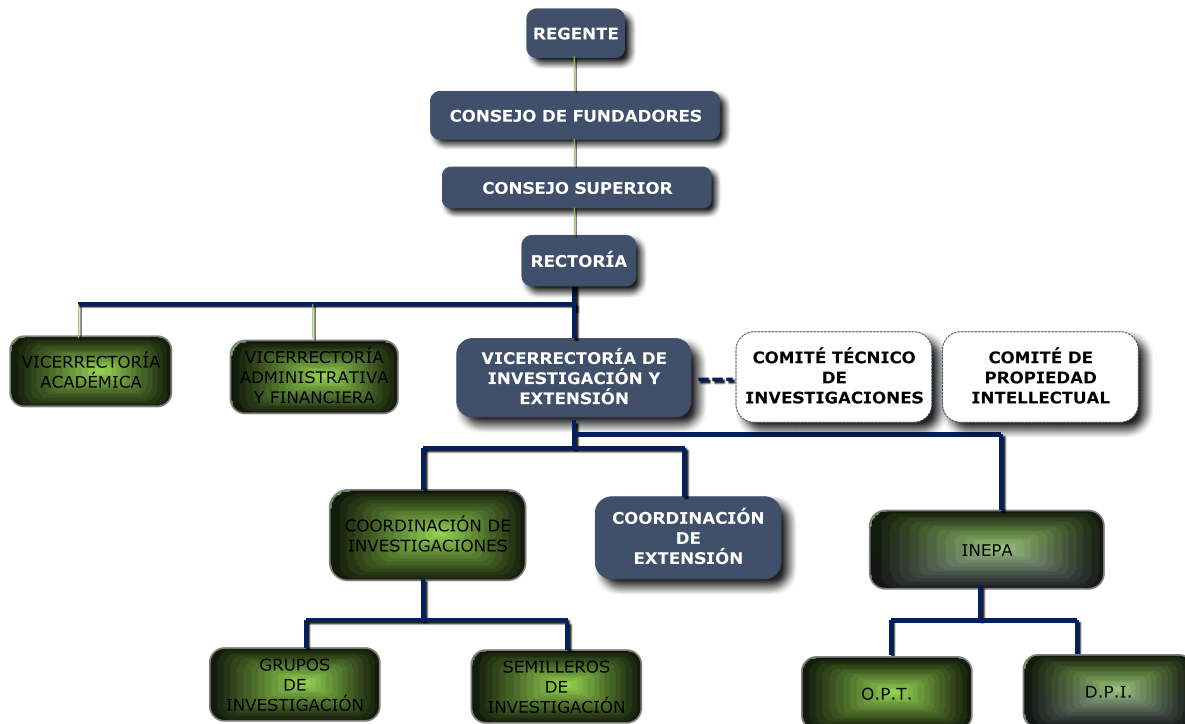 REGENTE
CONSEJO DE FUNDADORES
CONSEJO SUPERIOR
RECTORÍA
VICERRECTORÍA
ACADÉMICA
VICERRECTORÍA
ADMINISTRATIVA
Y FINANCIERA
VICERRECTORÍA DE
INVESTIGACIÓN Y
EXTENSIÓN
COMITÉ TÉCNICO
DE
INVESTIGACIONES
COMITÉ DE
PROPIEDAD
INTELLECTUAL
COORDINACIÓN DE
INVESTIGACIONES
COORDINACIÓN
DE
EXTENSIÓN
INEPA
GRUPOS
DE
INVESTIGACIÓN
SEMILLEROS
DE
INVESTIGACIÓN
O.P.T.
D.P.I.